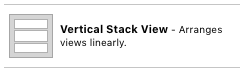 Vertical Stack View - Arranges
views linearly.